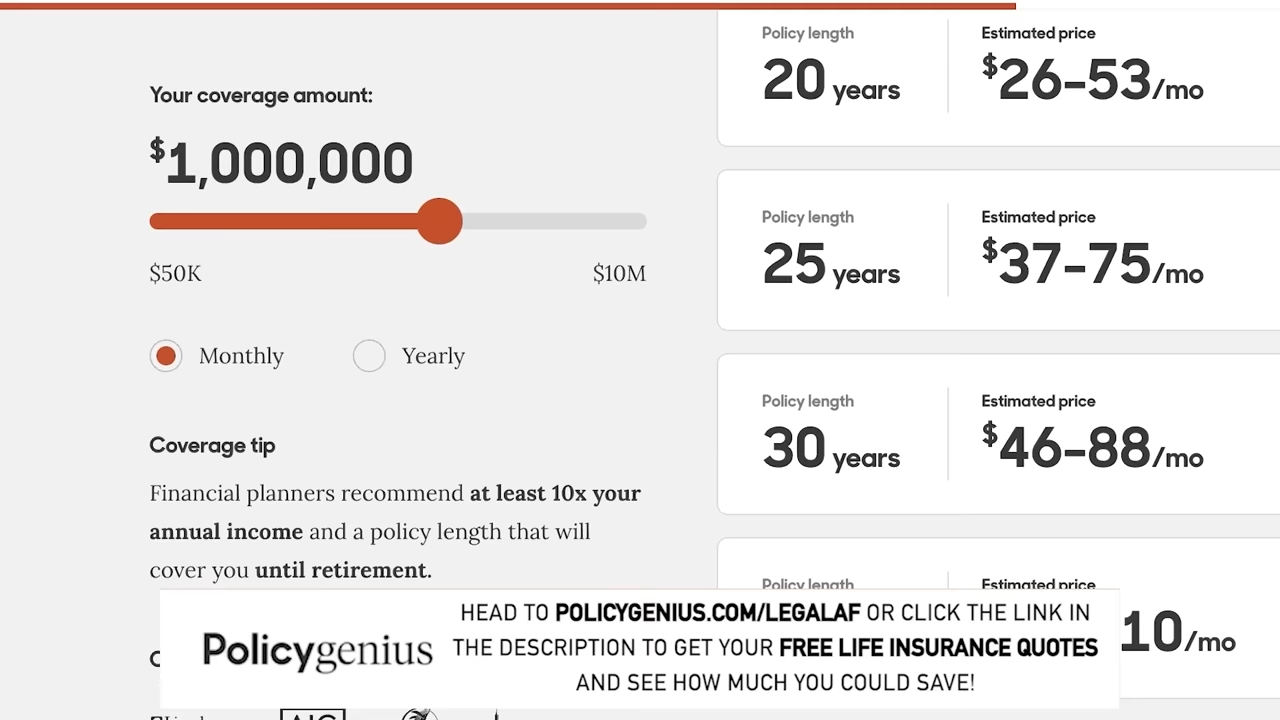 Your coverage amount:
$1,000,000
$50K
$10M
Monthly
Yearly
Coverage tip
Financial planners recommend at least 10x your
annual income and a policy length that will
cover you until retirement.
Policy length
Estimated price
20 years
$26–53/mo
Policy length
Estimated price
25 years
$37–75/mo
Policy length
Estimated price
30 years
$46–88/mo
Policy length
Estimated price
10/mo
Policygenius
HEAD TO POLICYGENIUS.COM/LEGALAF OR CLICK THE LINK IN
THE DESCRIPTION TO GET YOUR FREE LIFE INSURANCE QUOTES
AND SEE HOW MUCH YOU COULD SAVE!
AIG